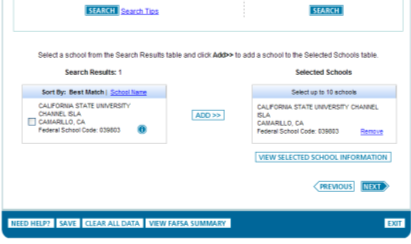 SEARCH Search Tips
SEARCH
Select a school from the Search Results table and click Add>> to add a school to the Selected Schools table.
Search Results: 1
Sort By: Best Match | School Name
CALIFORNIA STATE UNIVERSITY
CHANNEL ISLA
CAMARILLO, CA
Federal School Code: 039803
ADD >>
Selected Schools
Select up to 10 schools
CALIFORNIA STATE UNIVERSITY CHANNEL
ISLA
CAMARILLO, CA
Federal School Code: 039803 Remove
VIEW SELECTED SCHOOL INFORMATION
PREVIOUS NEXT
NEED HELP? SAVE CLEAR ALL DATA VIEW FAFSA SUMMARY EXIT